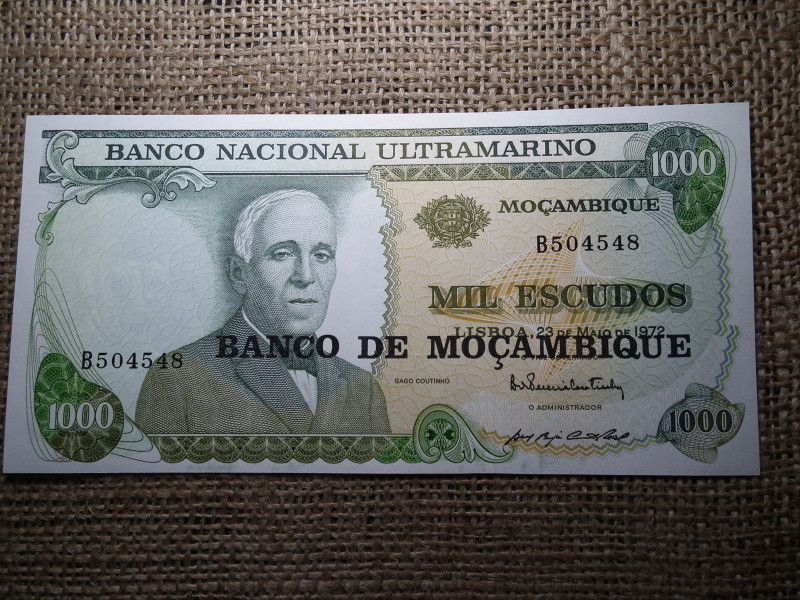 BANCO NACIONAL ULTRAMARINO
1000
MOÇAMBIQUE
B504548
MIL ESCUDOS
LISBOA, 23 DE MAIO DE 1972
BANCO DE MOÇAMBIQUE
B504548
GAGO COUTINHO
O ADMINISTRADOR
1000
1000